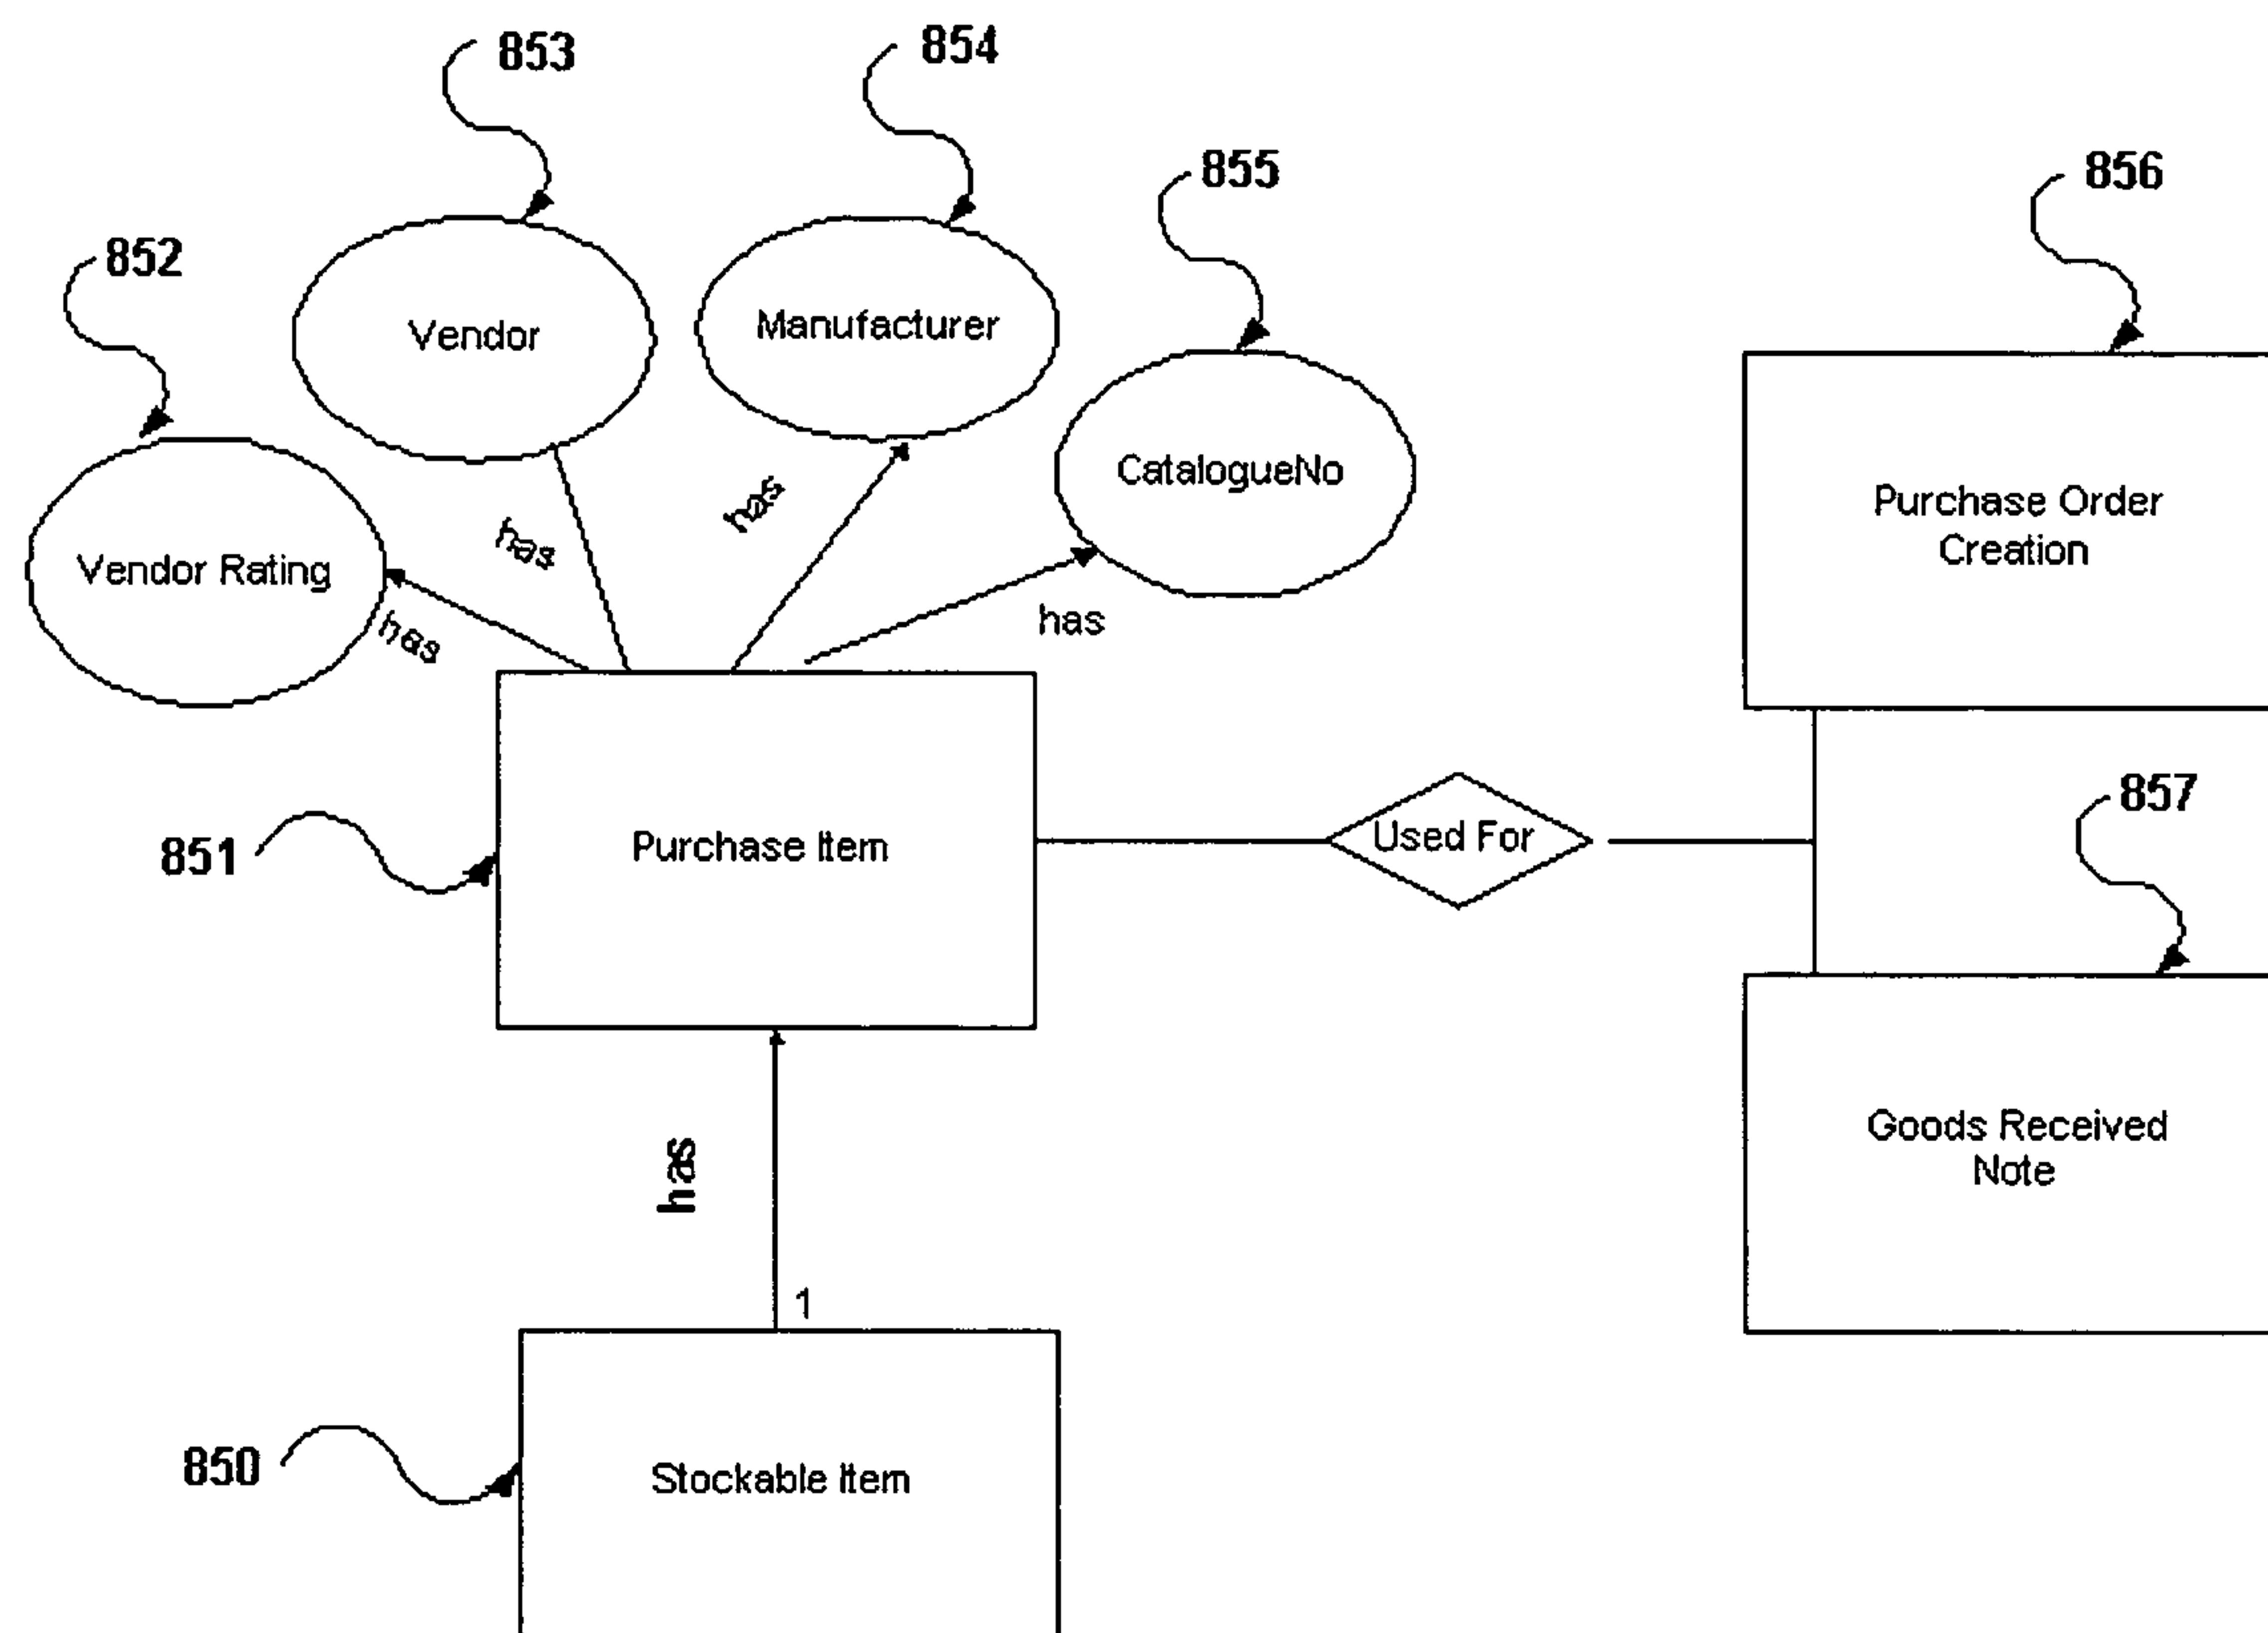 853
854
855
856
852
Vendor
Manufacturer
CatalogueNo
Vendor Rating
Purchase Order
Creation
has
has
has
has
857
851
Purchase Item
Used For
Goods Received
Note
has
1
850
Stockable Item